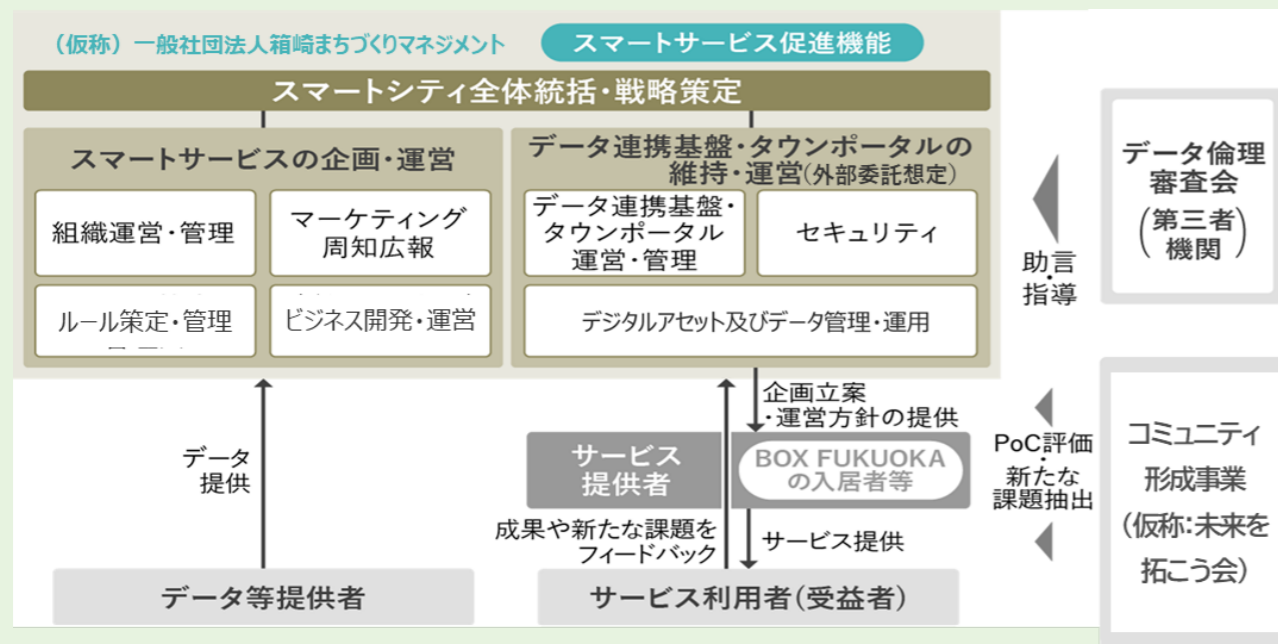 （仮称）一般社団法人箱崎まちづくりマネジメント
スマートサービス促進機能
スマートシティ全体統括・戦略策定
スマートサービスの企画・運営
組織運営・管理
マーケティング
周知広報
ルール策定・管理
ビジネス開発・運営
データ連携基盤・タウンポータルの
維持・運営(外部委託想定)
データ連携基盤・
タウンポータル
運営・管理
セキュリティ
デジタルアセット及びデータ管理・運用
データ倫理
審査会
(第三者
機関)
助言
・
指導
企画立案
・運営方針の提供
データ
提供
サービス
提供者
BOX FUKUOKA
の入居者等
PoC評価
・
新たな
課題抽出
コミュニティ
形成事業
(仮称:未来を
拓こう会)
成果や新たな課題を
フィードバック
サービス提供
データ等提供者
サービス利用者(受益者)